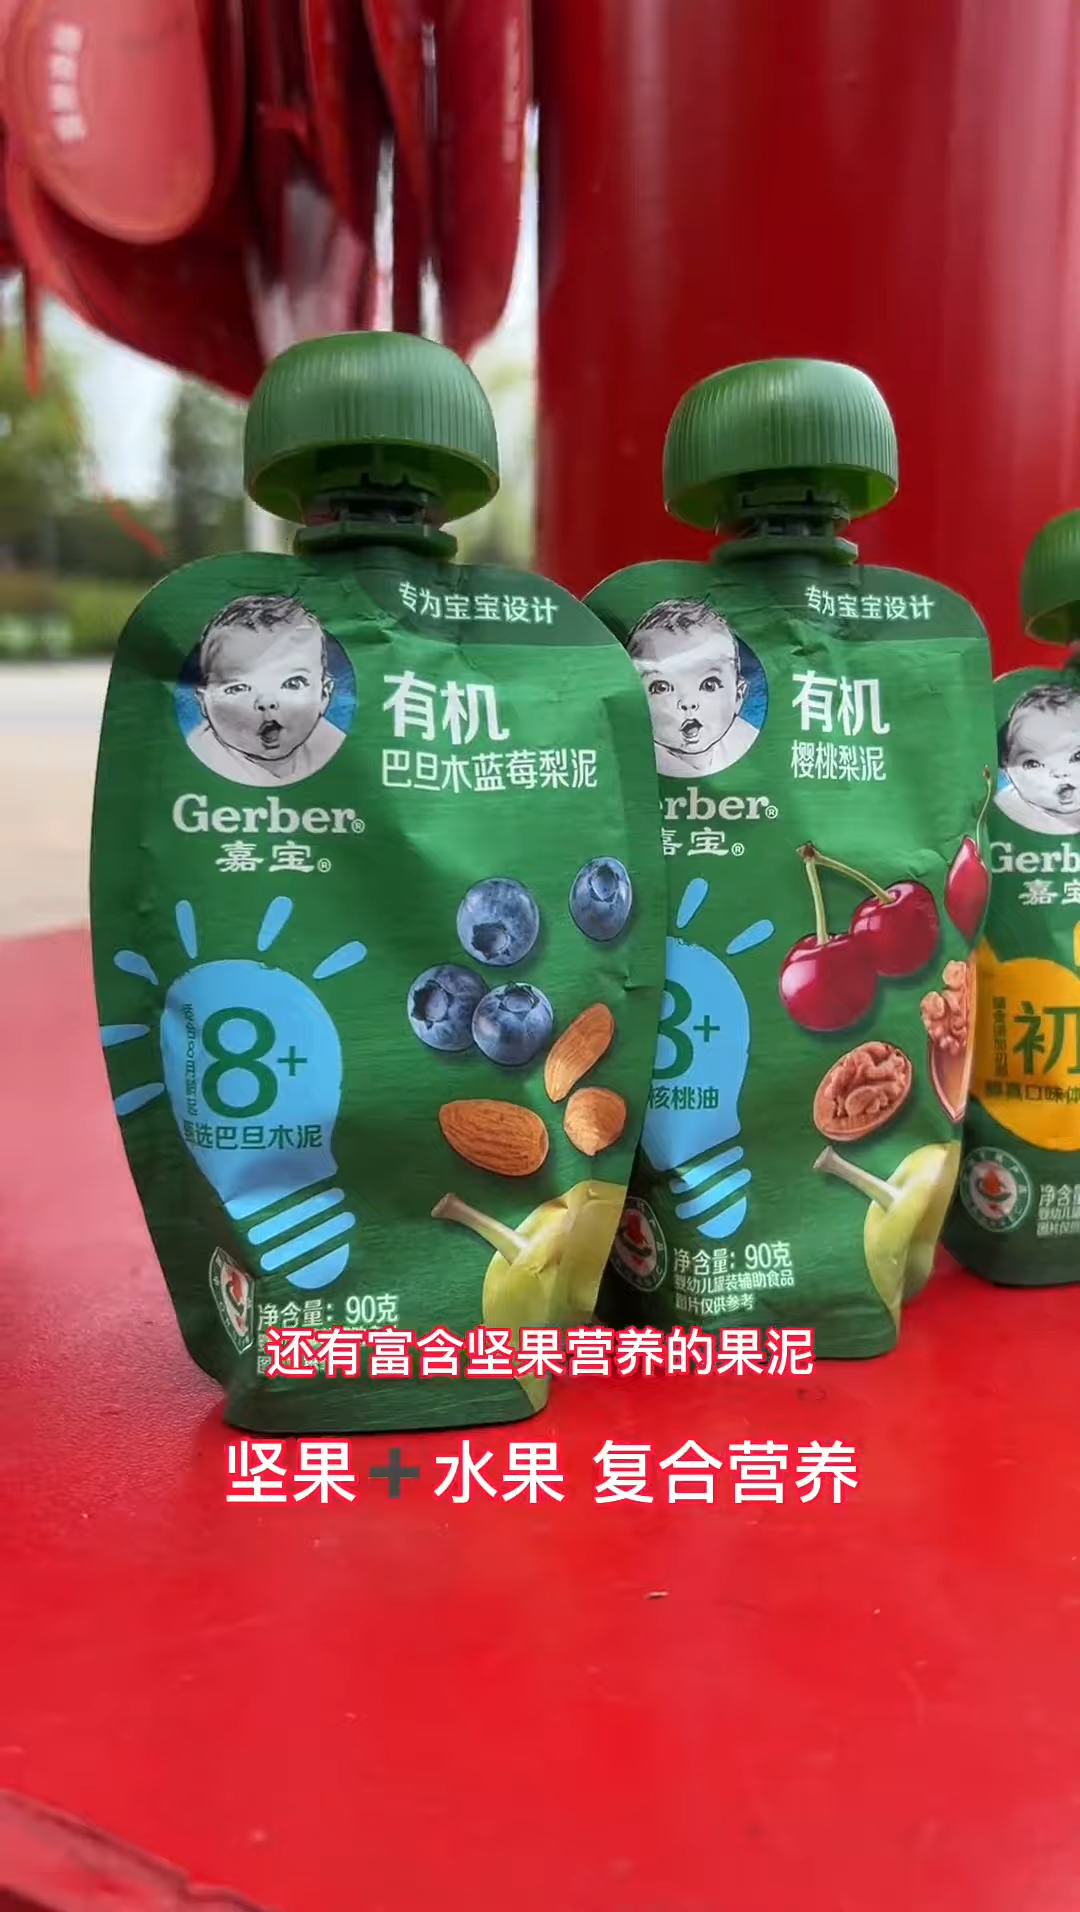 专为宝宝设计
有机
巴旦木蓝莓梨泥
Gerber®
嘉宝®
8+
甄选巴旦木泥
净含量：90克
专为宝宝设计
有机
樱桃梨泥
rber®
嘉宝®
8+
核桃油
净含量：90克
婴幼儿罐装辅助食品
图片仅供参考
Gerb
嘉宝
初
口味体
净含量
还有富含坚果营养的果泥
坚果➕水果 复合营养